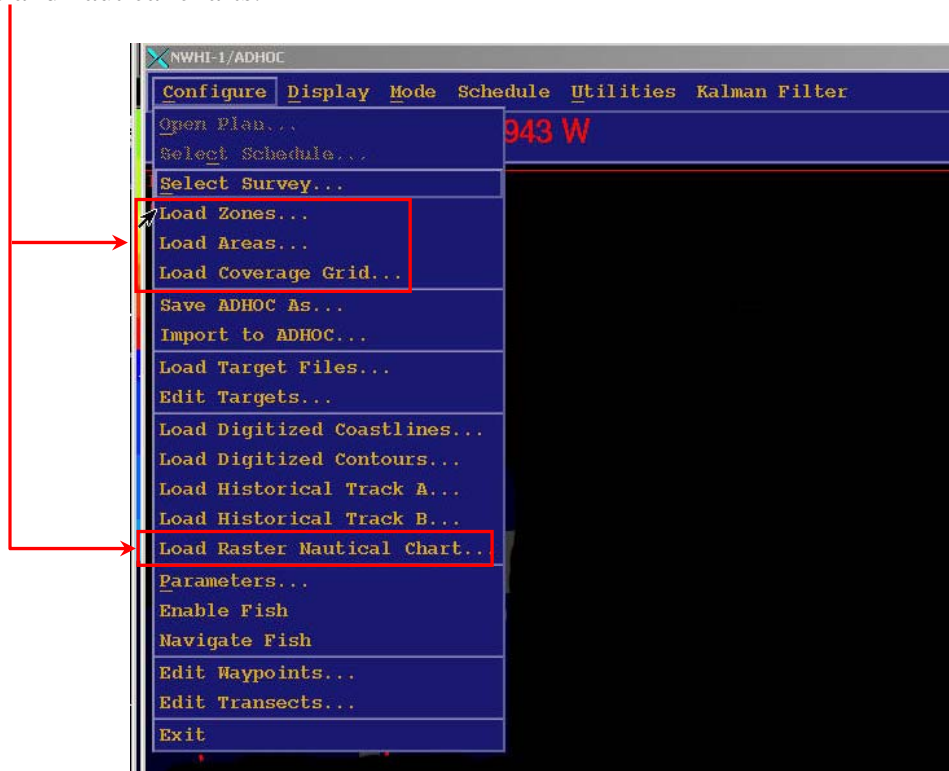 NWHI-1/ADHOC
Configure Display Mode Schedule Utilities Kalman Filter
943 W
Open Plan...
Select Schedule...
Select Survey...
Load Zones...
Load Areas...
Load Coverage Grid...
Save ADHOC As...
Import to ADHOC...
Load Target Files...
Edit Targets...
Load Digitized Coastlines...
Load Digitized Contours...
Load Historical Track A...
Load Historical Track B...
Load Raster Nautical Chart...
Parameters...
Enable Fish
Navigate Fish
Edit Waypoints...
Edit Transects...
Exit